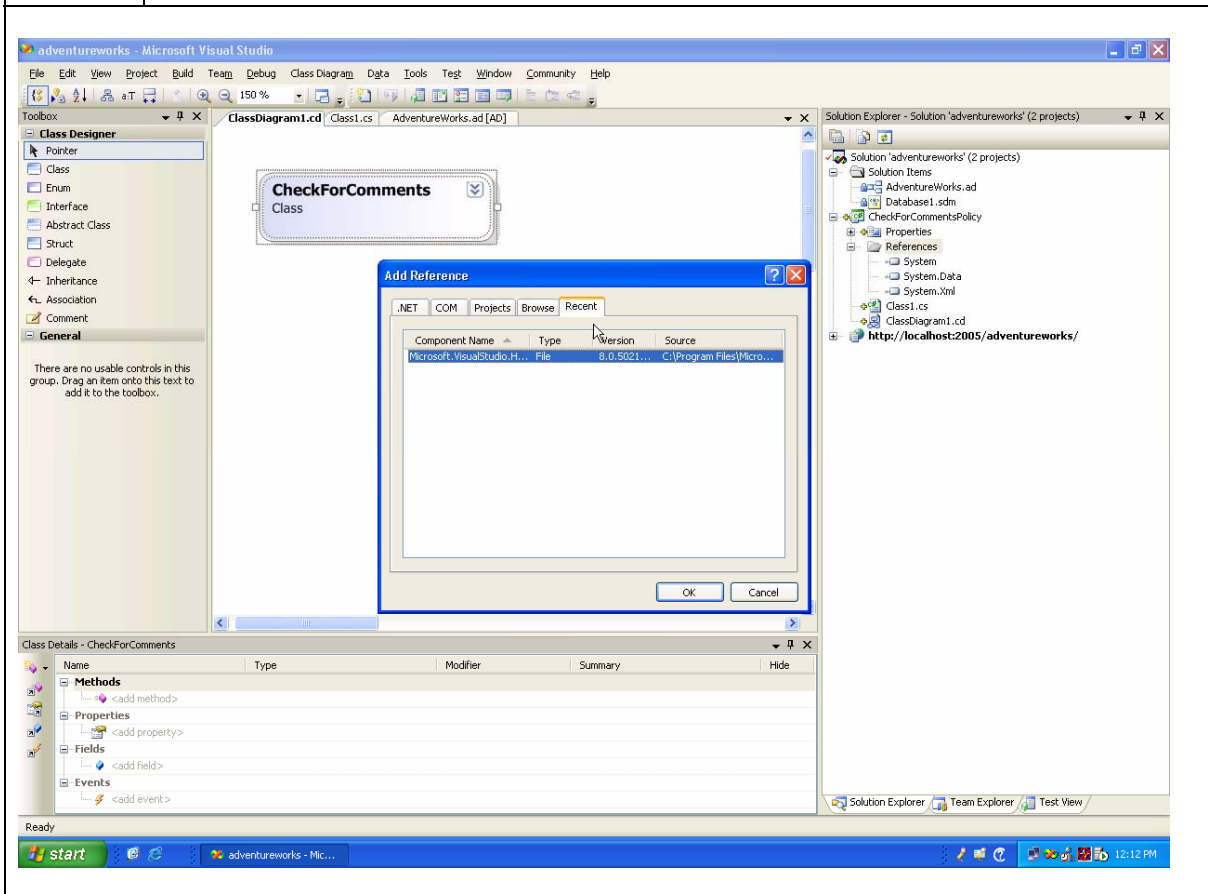 adventureworks - Microsoft Visual Studio
File Edit View Project Build Team Debug Class Diagram Data Tools Test Window Community Help
150 %
Toolbox
Class Designer
Pointer
Class
Enum
Interface
Abstract Class
Struct
Delegate
Inheritance
Association
Comment
General
There are no usable controls in this
group. Drag an item onto this text to
add it to the toolbox.
ClassDiagram1.cd Class1.cs AdventureWorks.ad [AD]
CheckForComments
Class
Add Reference
.NET COM Projects Browse Recent
Component Name Type Version Source
Microsoft.VisualStudio.H... File 8.0.5021... C:\Program Files\Micro...
OK Cancel
Solution Explorer - Solution 'adventureworks' (2 projects)
Solution 'adventureworks' (2 projects)
Solution Items
AdventureWorks.ad
Database1.sdm
CheckForCommentsPolicy
Properties
References
System
System.Data
System.Xml
Class1.cs
ClassDiagram1.cd
http://localhost:2005/adventureworks/
Class Details - CheckForComments
Name Type Modifier Summary Hide
Methods
<add method>
Properties
<add property>
Fields
<add field>
Events
<add event>
Solution Explorer Team Explorer Test View
Ready
start adventureworks - Mic... 12:12 PM